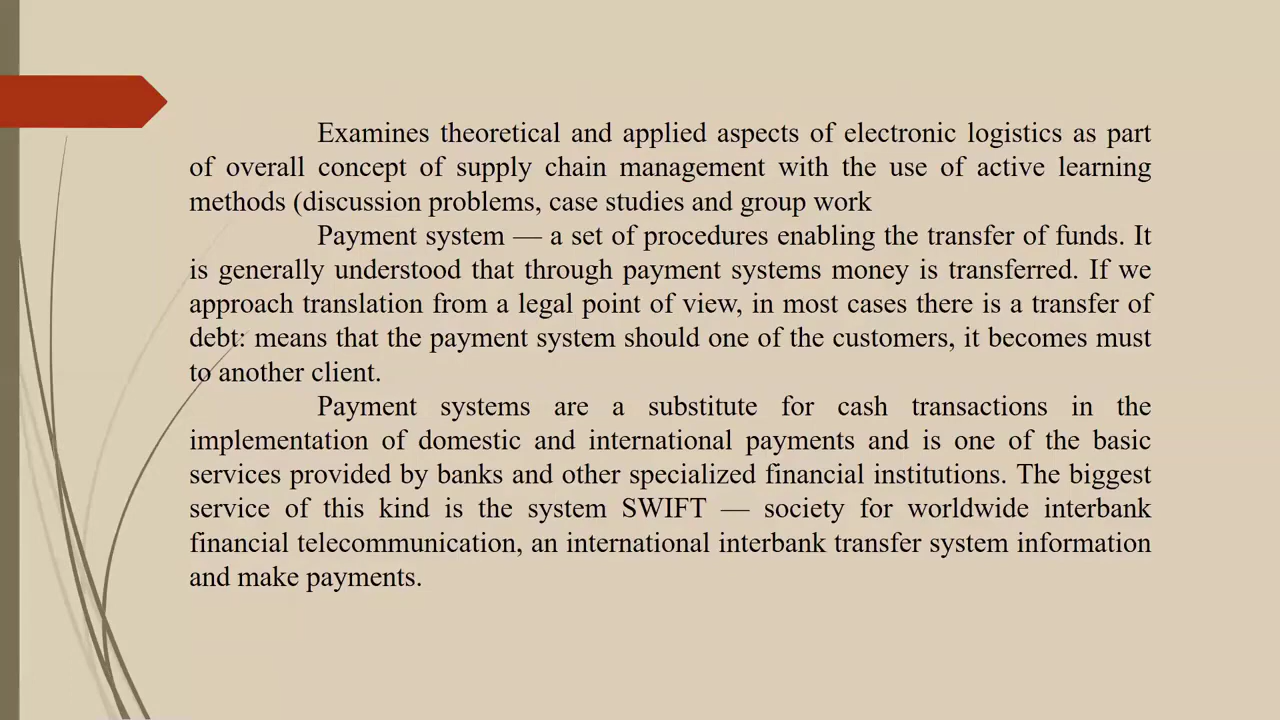 Examines theoretical and applied aspects of electronic logistics as part
of overall concept of supply chain management with the use of active learning
methods (discussion problems, case studies and group work
Payment system — a set of procedures enabling the transfer of funds. It
is generally understood that through payment systems money is transferred. If we
approach translation from a legal point of view, in most cases there is a transfer of
debt: means that the payment system should one of the customers, it becomes must
to another client.
Payment systems are a substitute for cash transactions in the
implementation of domestic and international payments and is one of the basic
services provided by banks and other specialized financial institutions. The biggest
service of this kind is the system SWIFT — society for worldwide interbank
financial telecommunication, an international interbank transfer system information
and make payments.